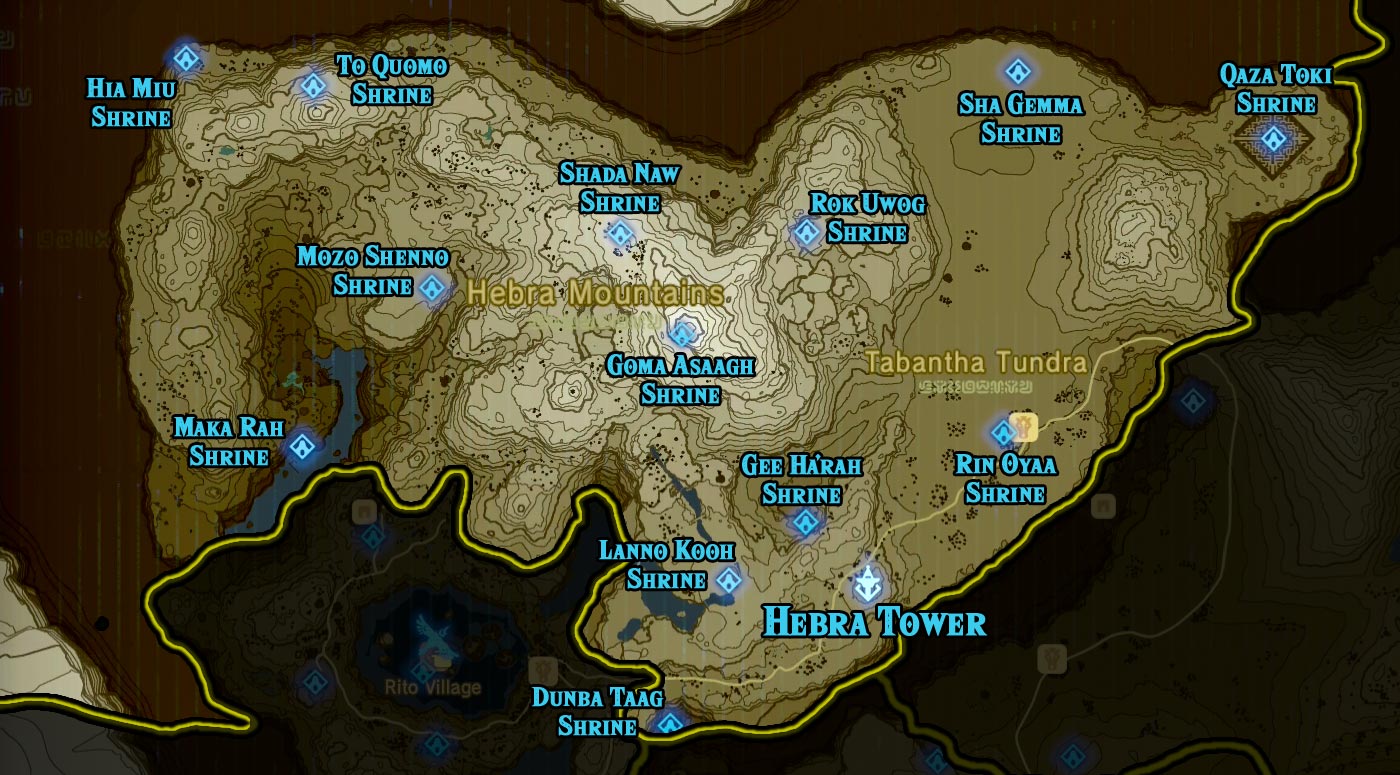 Hia Miu
Shrine
To Quomo
Shrine
Sha Gemma
Shrine
Qaza Toki
Shrine
Shada Naw
Shrine
Rok Uwog
Shrine
Mozo Shenno
Shrine
Hebra Mountains
Goma Asaagh
Shrine
Tabantha Tundra
Maka Rah
Shrine
Gee Ha'rah
Shrine
Rin Oyaa
Shrine
Lanno Kooh
Shrine
Hebra Tower
Rito Village
Dunba Taag
Shrine